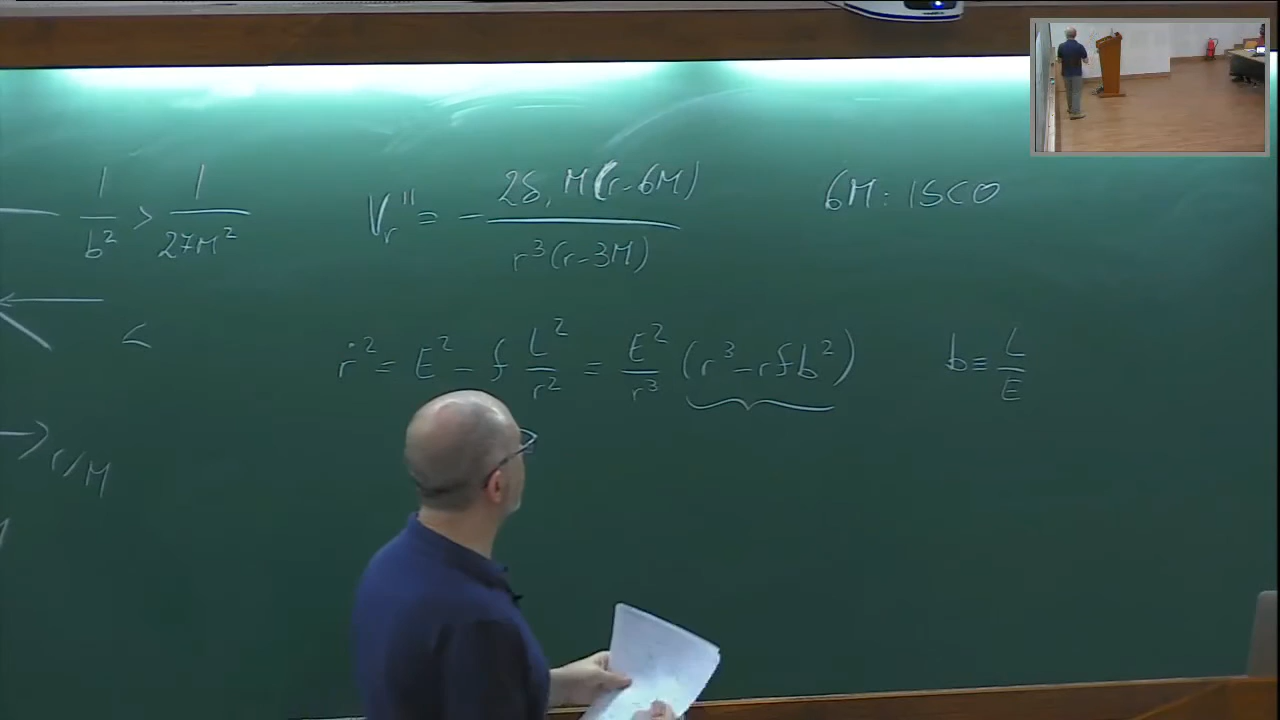 1/b² > 1/27M²
V_r'' = - 2δ₁M(r-6M) / r³(r-3M)
6M: ISCO
<
ṙ² = E² - f L²/r² = E²/r³ (r³ - rfb²)
b ≡ L/E
r/M